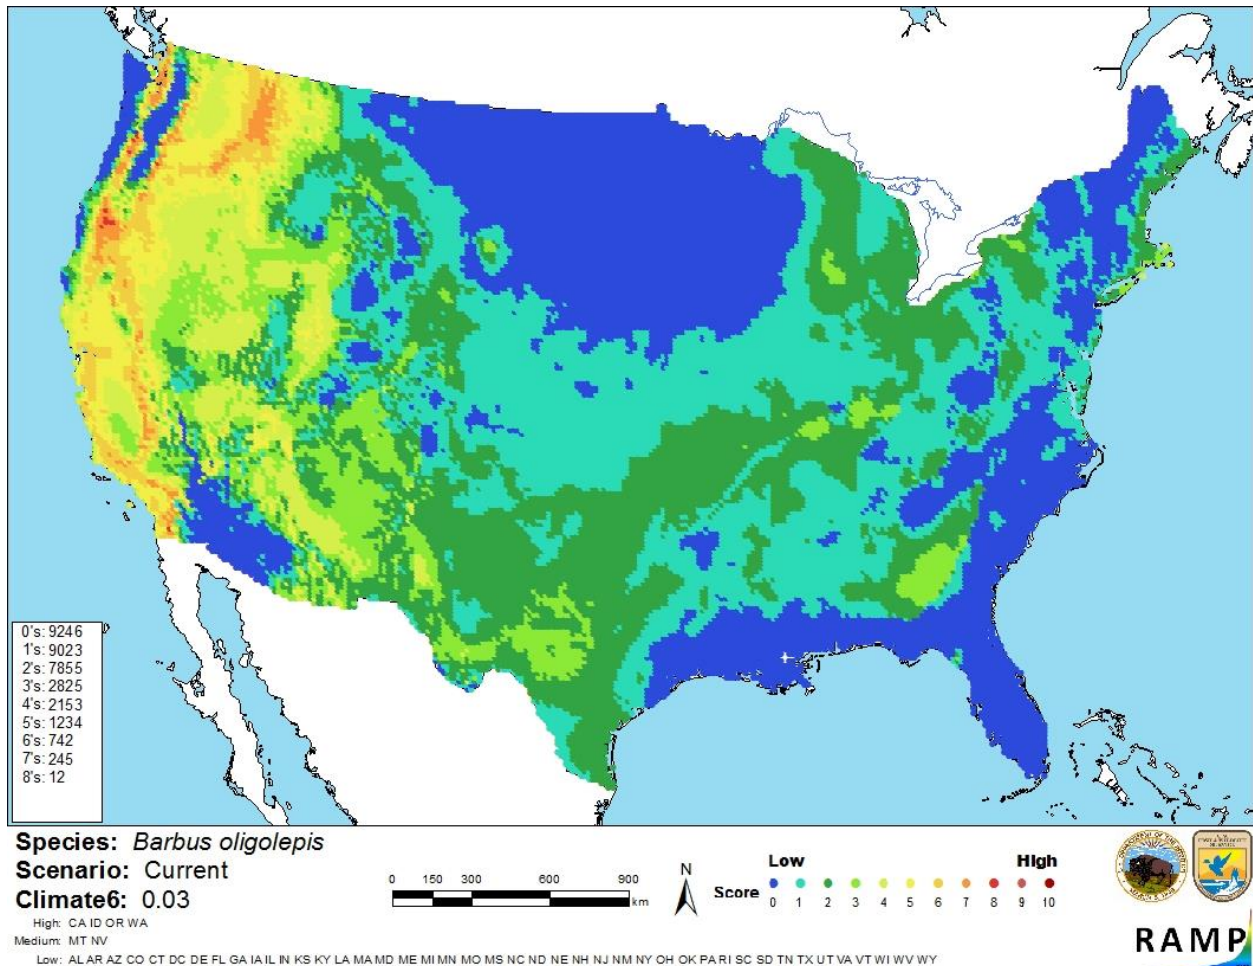 0's: 9246
1's: 9023
2's: 7855
3's: 2825
4's: 2153
5's: 1234
6's: 742
7's: 245
8's: 12
Species: Barbus oligolepis
Scenario: Current
Climate6: 0.03
High: CA ID OR WA
Medium: MT NV
Low: AL AR AZ CO CT DC DE FL GA IA IL IN KS KY LA MA MD ME MI MN MO MS NC ND NE NH NJ NM NY OH OK PA RI SC SD TN TX UT VA VT WI WV WY
0 150 300 600 900
km
N
Low High
Score
0 1 2 3 4 5 6 7 8 9 10
RAMP